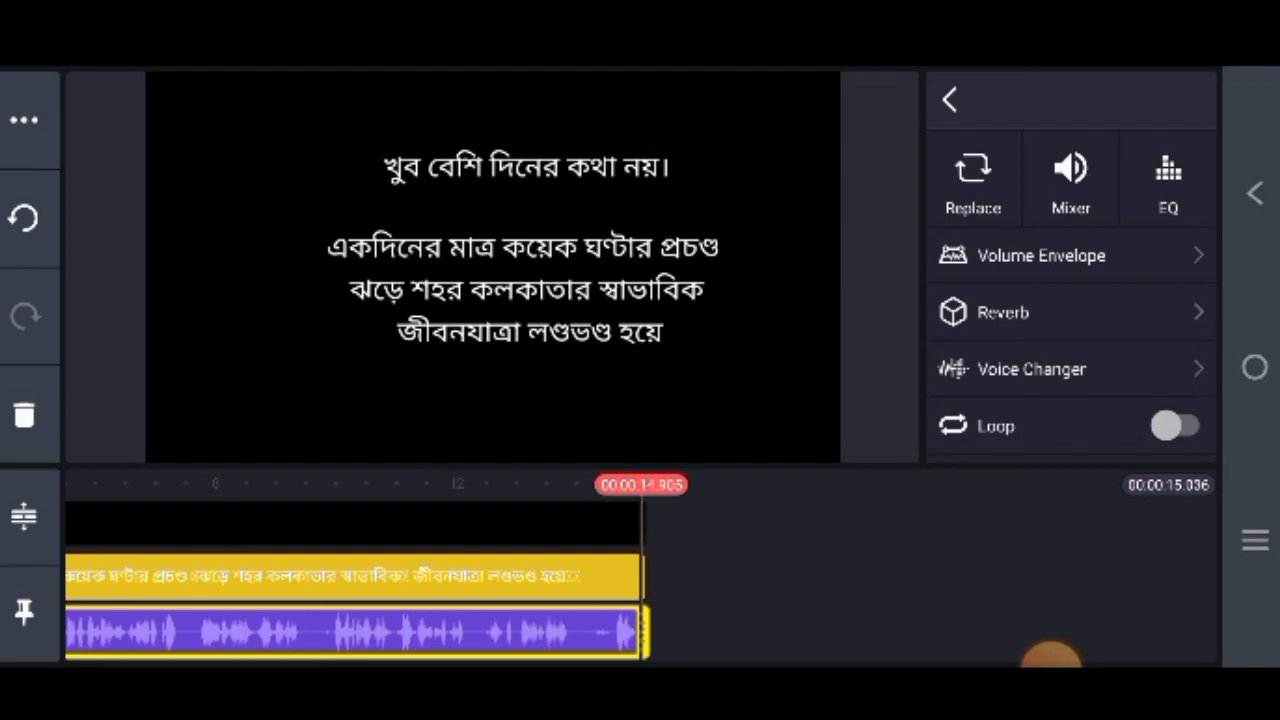 খুব বেশি দিনের কথা নয়।
একদিনের মাত্র কয়েক ঘণ্টার প্রচণ্ড
ঝড়ে শহর কলকাতার স্বাভাবিক
জীবনযাত্রা লণ্ডভণ্ড হয়ে
Replace
Mixer
EQ
Volume Envelope
Reverb
Voice Changer
Loop
12
00:00:14.905
00:00:15.036
কয়েক ঘণ্টার প্রচণ্ড ঝড়ে শহর কলকাতার স্বাভাবিক জীবনযাত্রা লণ্ডভণ্ড হয়ে